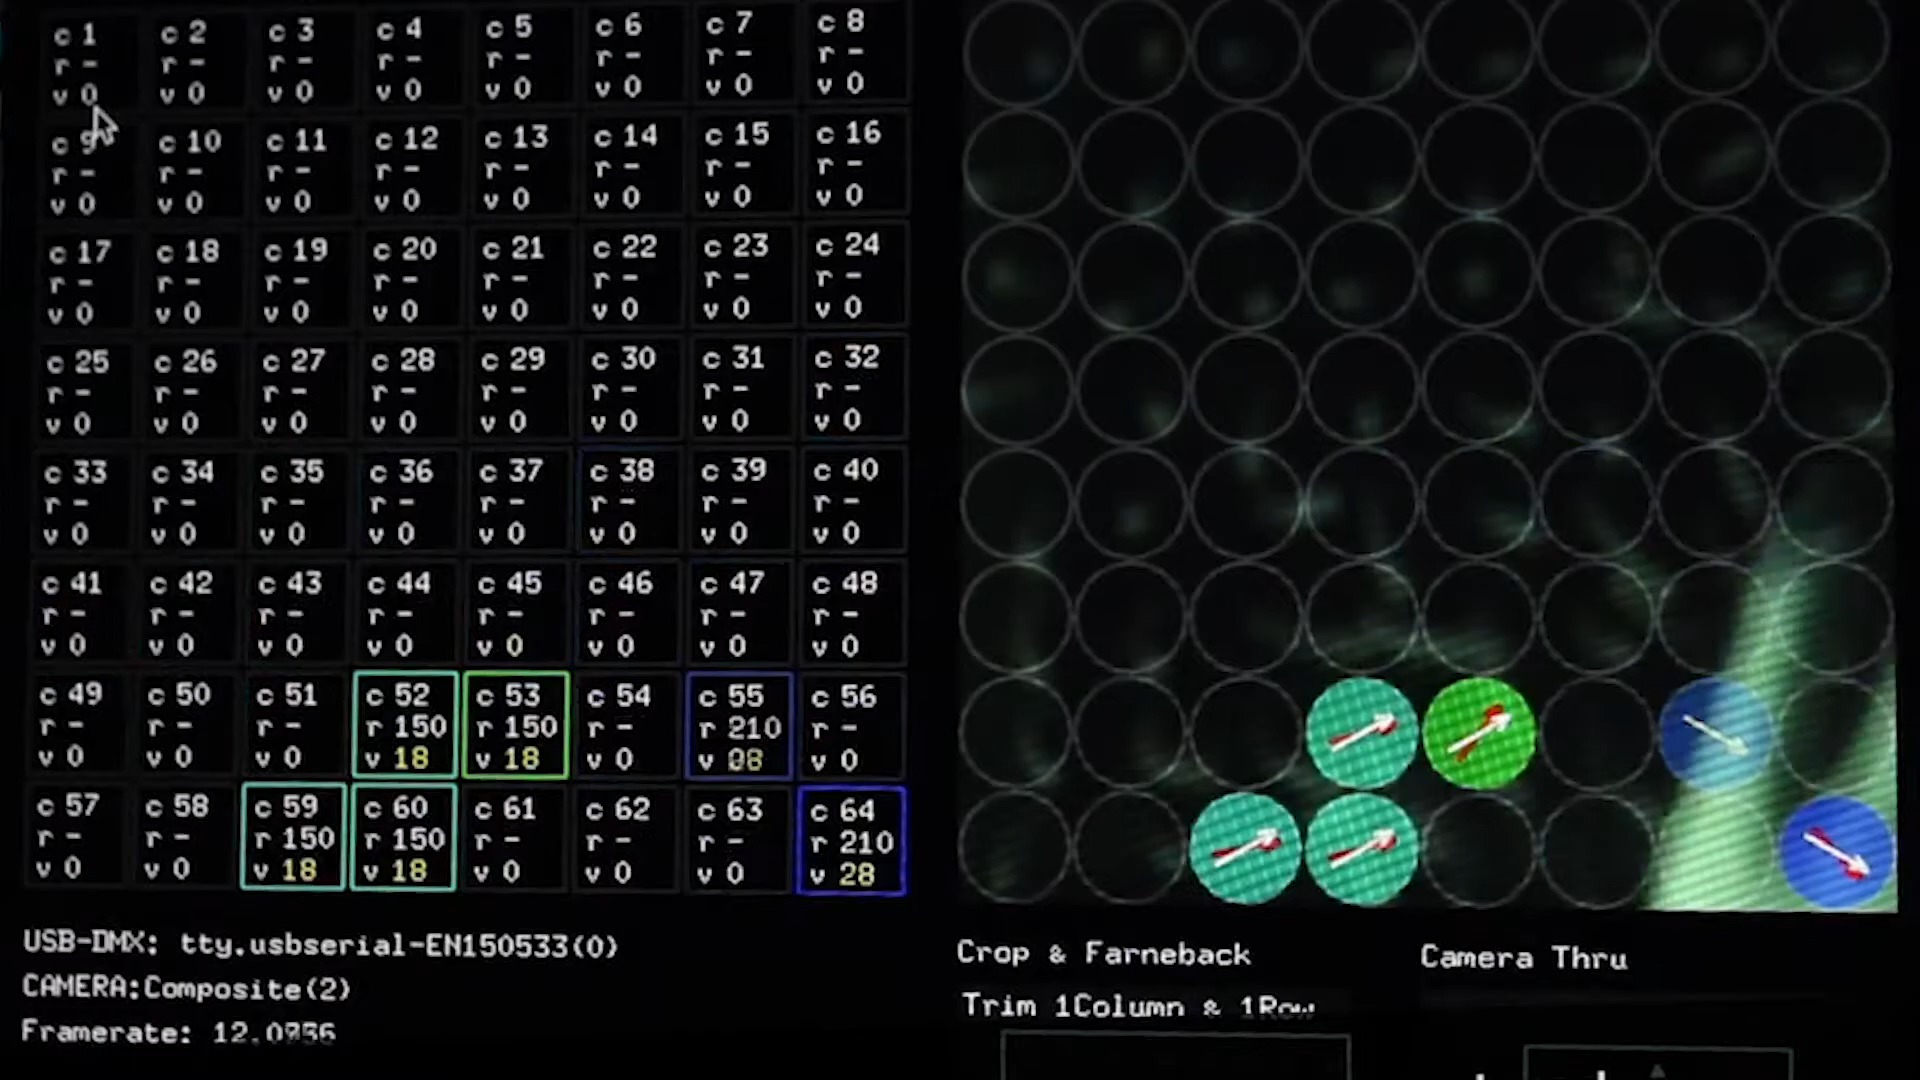 c 1 c 2 c 3 c 4 c 5 c 6 c 7 c 8
r - r - r - r - r - r - r - r -
v 0 v 0 v 0 v 0 v 0 v 0 v 0 v 0
c 9 c 10 c 11 c 12 c 13 c 14 c 15 c 16
r - r - r - r - r - r - r - r -
v 0 v 0 v 0 v 0 v 0 v 0 v 0 v 0
c 17 c 18 c 19 c 20 c 21 c 22 c 23 c 24
r - r - r - r - r - r - r - r -
v 0 v 0 v 0 v 0 v 0 v 0 v 0 v 0
c 25 c 26 c 27 c 28 c 29 c 30 c 31 c 32
r - r - r - r - r - r - r - r -
v 0 v 0 v 0 v 0 v 0 v 0 v 0 v 0
c 33 c 34 c 35 c 36 c 37 c 38 c 39 c 40
r - r - r - r - r - r - r - r -
v 0 v 0 v 0 v 0 v 0 v 0 v 0 v 0
c 41 c 42 c 43 c 44 c 45 c 46 c 47 c 48
r - r - r - r - r - r - r - r -
v 0 v 0 v 0 v 0 v 0 v 0 v 0 v 0
c 49 c 50 c 51 c 52 c 53 c 54 c 55 c 56
r - r - r - r 150 r 150 r - r 210 r -
v 0 v 0 v 0 v 18 v 18 v 0 v v 0
c 57 c 58 c 59 c 60 c 61 c 62 c 63 c 64
r - r - r 150 r 150 r - r - r - r 210
v 0 v 0 v 18 v 18 v 0 v 0 v 0 v 28
USB-DMX: tty.usbserial-EN150533(0)
CAMERA:Composite(2)
Framerate:
Crop & Farneback
Camera Thru
Trim 1Column & 1Row